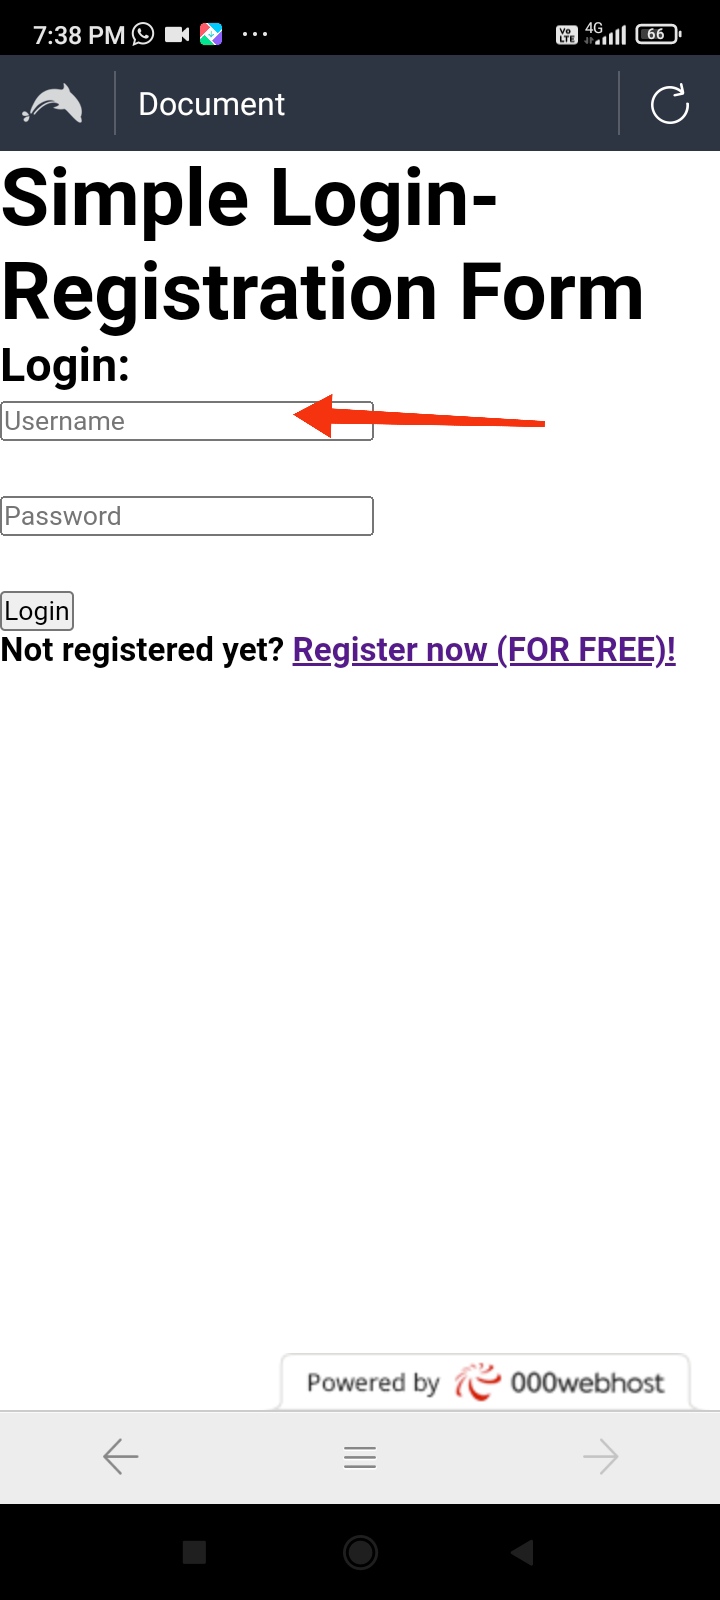 7:38 PM
Vo LTE 4G 66
Document
Simple Login-
Registration Form
Login:
Username
Password
Login
Not registered yet? Register now (FOR FREE)!
Powered by 000webhost